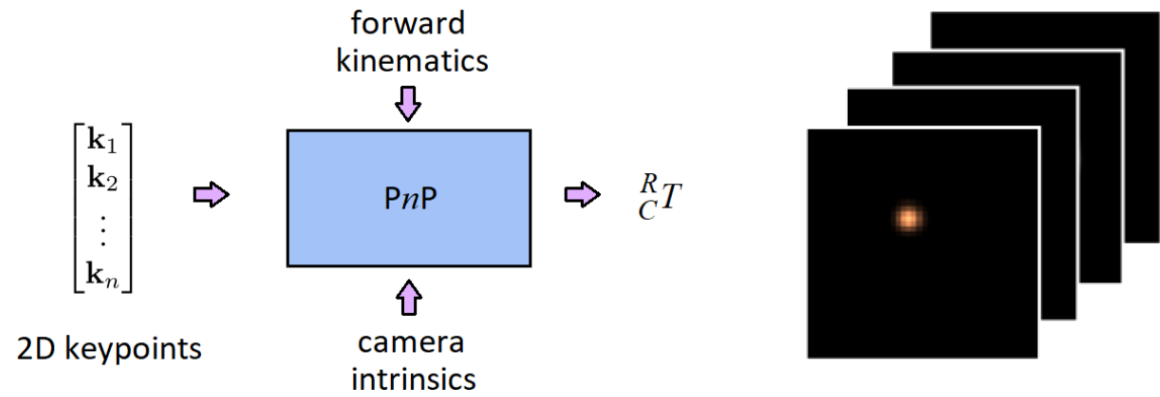 forward
kinematics
k₁
k₂
⋮
kₙ
PnP
R
C T
2D keypoints
camera
intrinsics